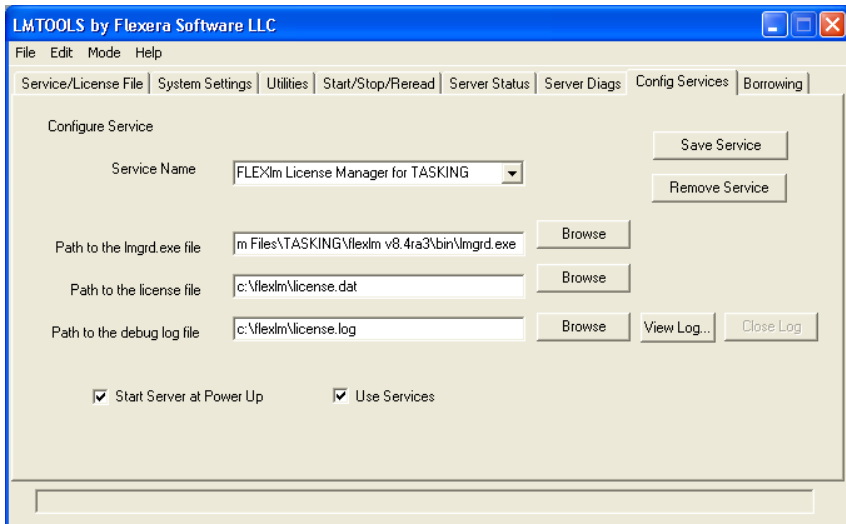 LMTOOLS by Flexera Software LLC
File Edit Mode Help
Service/License File System Settings Utilities Start/Stop/Reread Server Status Server Diags Config Services Borrowing
Configure Service
Save Service
Service Name FLEXlm License Manager for TASKING
Remove Service
Path to the lmgrd.exe file m Files\TASKING\flexlm v8.4ra3\bin\lmgrd.exe Browse
Path to the license file c:\flexlm\license.dat Browse
Path to the debug log file c:\flexlm\license.log Browse View Log... Close Log
Start Server at Power Up Use Services